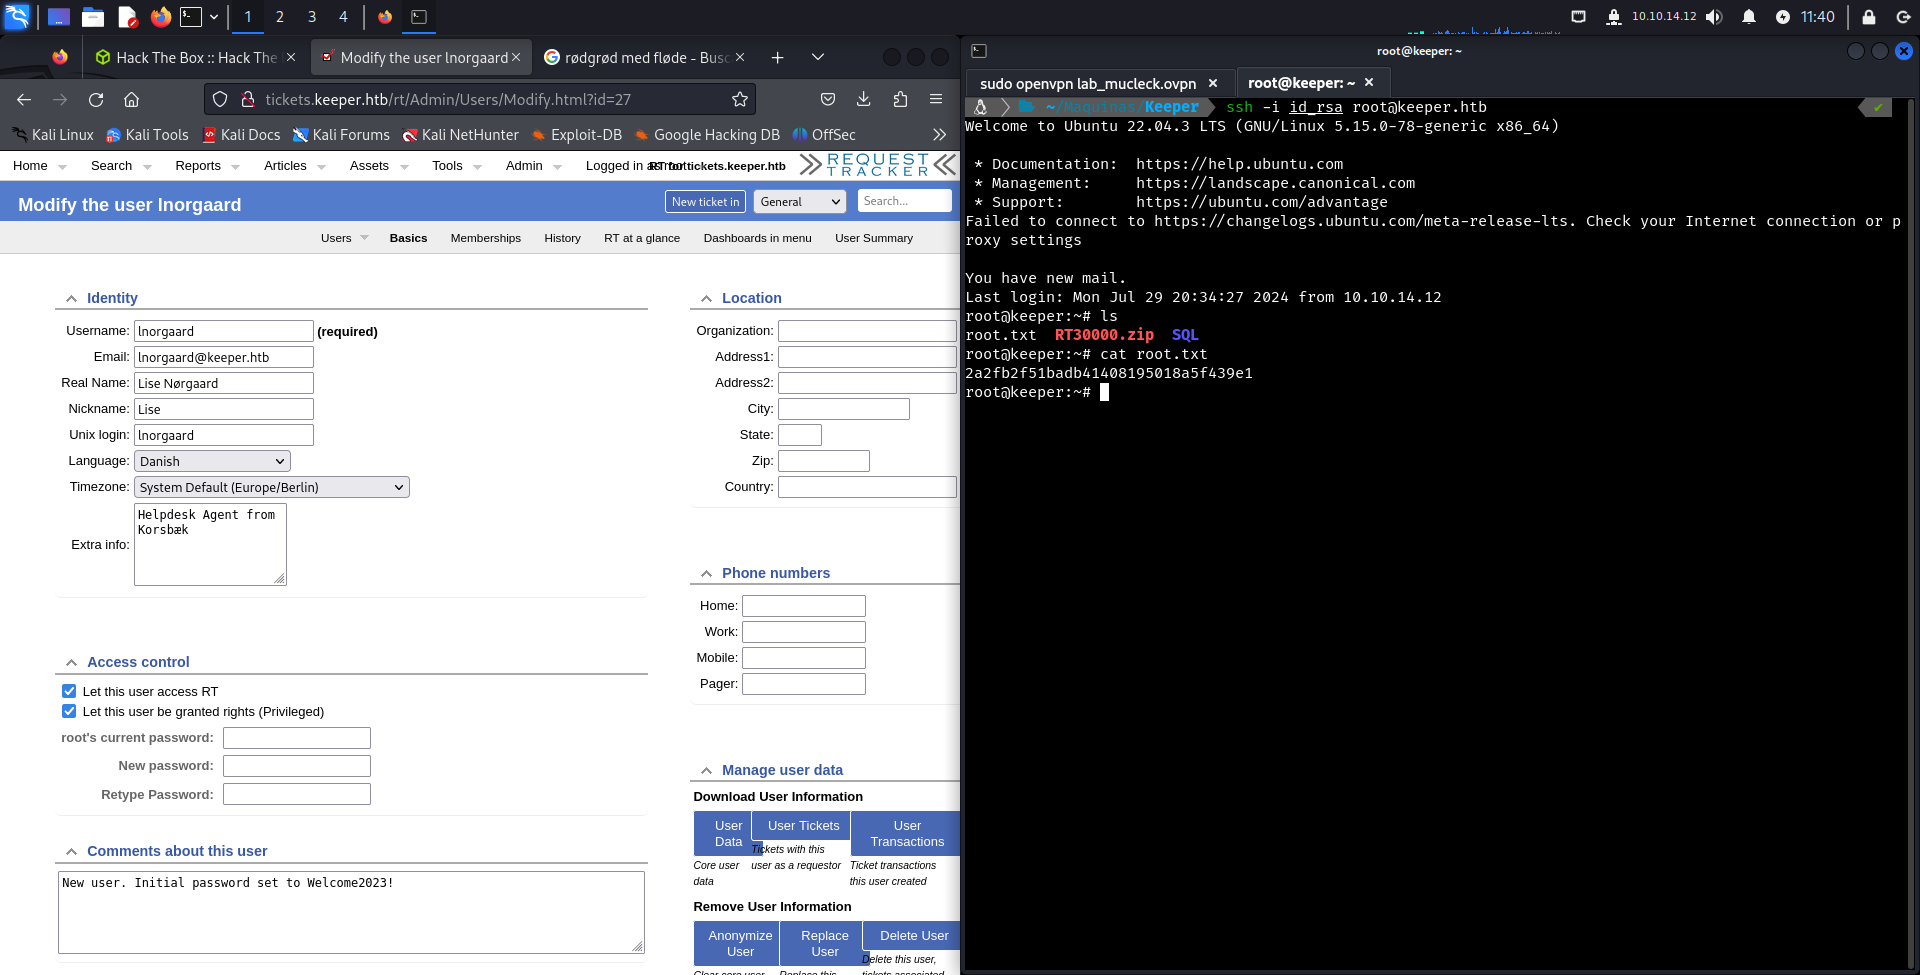 1
2
3
4
10.10.14.12
11:40
Hack The Box :: Hack The
Modify the user lnorgaard
rødgrød med fløde - Busc
tickets.keeper.htb/rt/Admin/Users/Modify.html?id=27
Kali Linux
Kali Tools
Kali Docs
Kali Forums
Kali NetHunter
Exploit-DB
Google Hacking DB
OffSec
Home
Search
Reports
Articles
Assets
Tools
Admin
Logged in as
RT for tickets.keeper.htb
REQUEST
TRACKER
Modify the user lnorgaard
New ticket in
General
Search...
Users
Basics
Memberships
History
RT at a glance
Dashboards in menu
User Summary
Identity
Username: lnorgaard (required)
Email: lnorgaard@keeper.htb
Real Name: Lise Nørgaard
Nickname: Lise
Unix login: lnorgaard
Language: Danish
Timezone: System Default (Europe/Berlin)
Extra info:
Helpdesk Agent from
Korsbæk
Access control
Let this user access RT
Let this user be granted rights (Privileged)
root's current password:
New password:
Retype Password:
Comments about this user
New user. Initial password set to Welcome2023!
Location
Organization:
Address1:
Address2:
City:
State:
Zip:
Country:
Phone numbers
Home:
Work:
Mobile:
Pager:
Manage user data
Download User Information
User
Data
Core user
data
User Tickets
Tickets with this
user as a requestor
User
Transactions
Ticket transactions
this user created
Remove User Information
Anonymize
User
Clear core user
Replace
User
Replace this
Delete User
Delete this user,
tickets associated
root@keeper: ~
sudo openvpn lab_mucleck.ovpn
root@keeper: ~
~/Maquinas/Keeper ssh -i id_rsa root@keeper.htb
Welcome to Ubuntu 22.04.3 LTS (GNU/Linux 5.15.0-78-generic x86_64)
* Documentation: https://help.ubuntu.com
* Management: https://landscape.canonical.com
* Support: https://ubuntu.com/advantage
Failed to connect to https://changelogs.ubuntu.com/meta-release-lts. Check your Internet connection or p
roxy settings
You have new mail.
Last login: Mon Jul 29 20:34:27 2024 from 10.10.14.12
root@keeper:~# ls
root.txt RT30000.zip SQL
root@keeper:~# cat root.txt
2a2fb2f51badb41408195018a5f439e1
root@keeper:~#